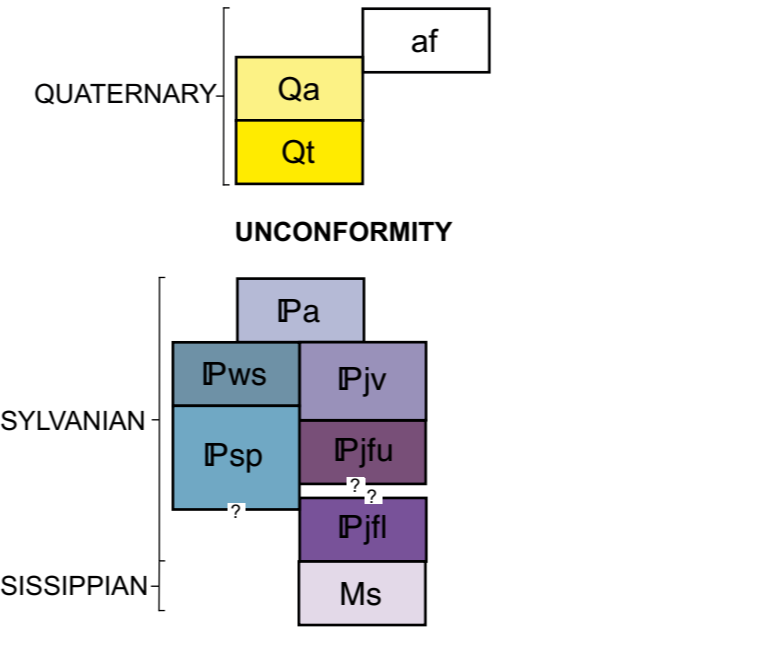 af
QUATERNARY
Qa
Qt
UNCONFORMITY
ℙa
ℙws
ℙjv
SYLVANIAN
ℙsp
ℙjfu
?
?
?
ℙjfl
SISSIPPIAN
Ms